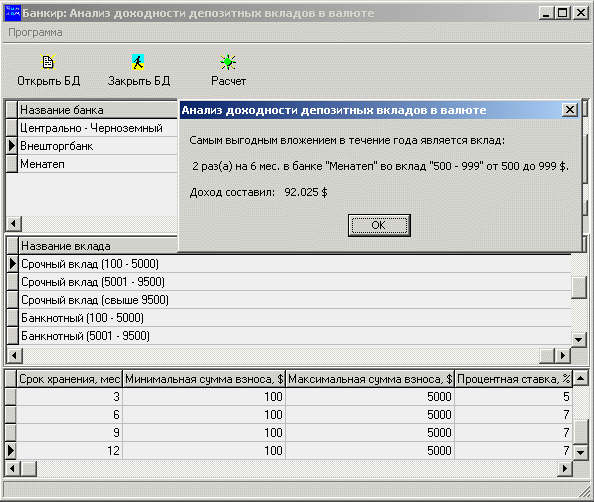 Банкир: Анализ доходности депозитных вкладов в валюте
Программа
Открыть БД Закрыть БД Расчет
Название банка
Центрально - Черноземный
Внешторгбанк
Менатеп
Анализ доходности депозитных вкладов в валюте
Самым выгодным вложением в течение года является вклад:
2 раз(а) на 6 мес. в банке "Менатеп" во вклад "500 - 999" от 500 до 999 $.
Доход составил: 92.025 $
OK
Название вклада
Срочный вклад (100 - 5000)
Срочный вклад (5001 - 9500)
Срочный вклад (свыше 9500)
Банкнотный (100 - 5000)
Банкнотный (5001 - 9500)
Срок хранения, мес Минимальная сумма взноса, $ Максимальная сумма взноса, $ Процентная ставка, %
3 100 5000 5
6 100 5000 7
9 100 5000 7
12 100 5000 7